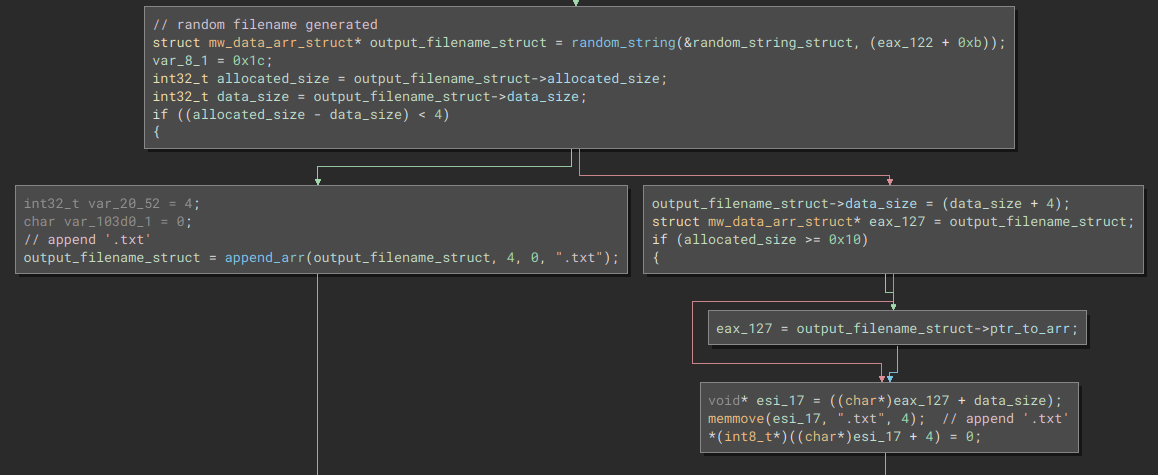 // random filename generated
struct mw_data_arr_struct* output_filename_struct = random_string(&random_string_struct, (eax_122 + 0xb));
var_8_1 = 0x1c;
int32_t allocated_size = output_filename_struct->allocated_size;
int32_t data_size = output_filename_struct->data_size;
if ((allocated_size - data_size) < 4)
{
int32_t var_20_52 = 4;
char var_103d0_1 = 0;
// append '.txt'
output_filename_struct = append_arr(output_filename_struct, 4, 0, ".txt");
output_filename_struct->data_size = (data_size + 4);
struct mw_data_arr_struct* eax_127 = output_filename_struct;
if (allocated_size >= 0x10)
{
eax_127 = output_filename_struct->ptr_to_arr;
void* esi_17 = ((char*)eax_127 + data_size);
memmove(esi_17, ".txt", 4);  // append '.txt'
*(int8_t*)((char*)esi_17 + 4) = 0;